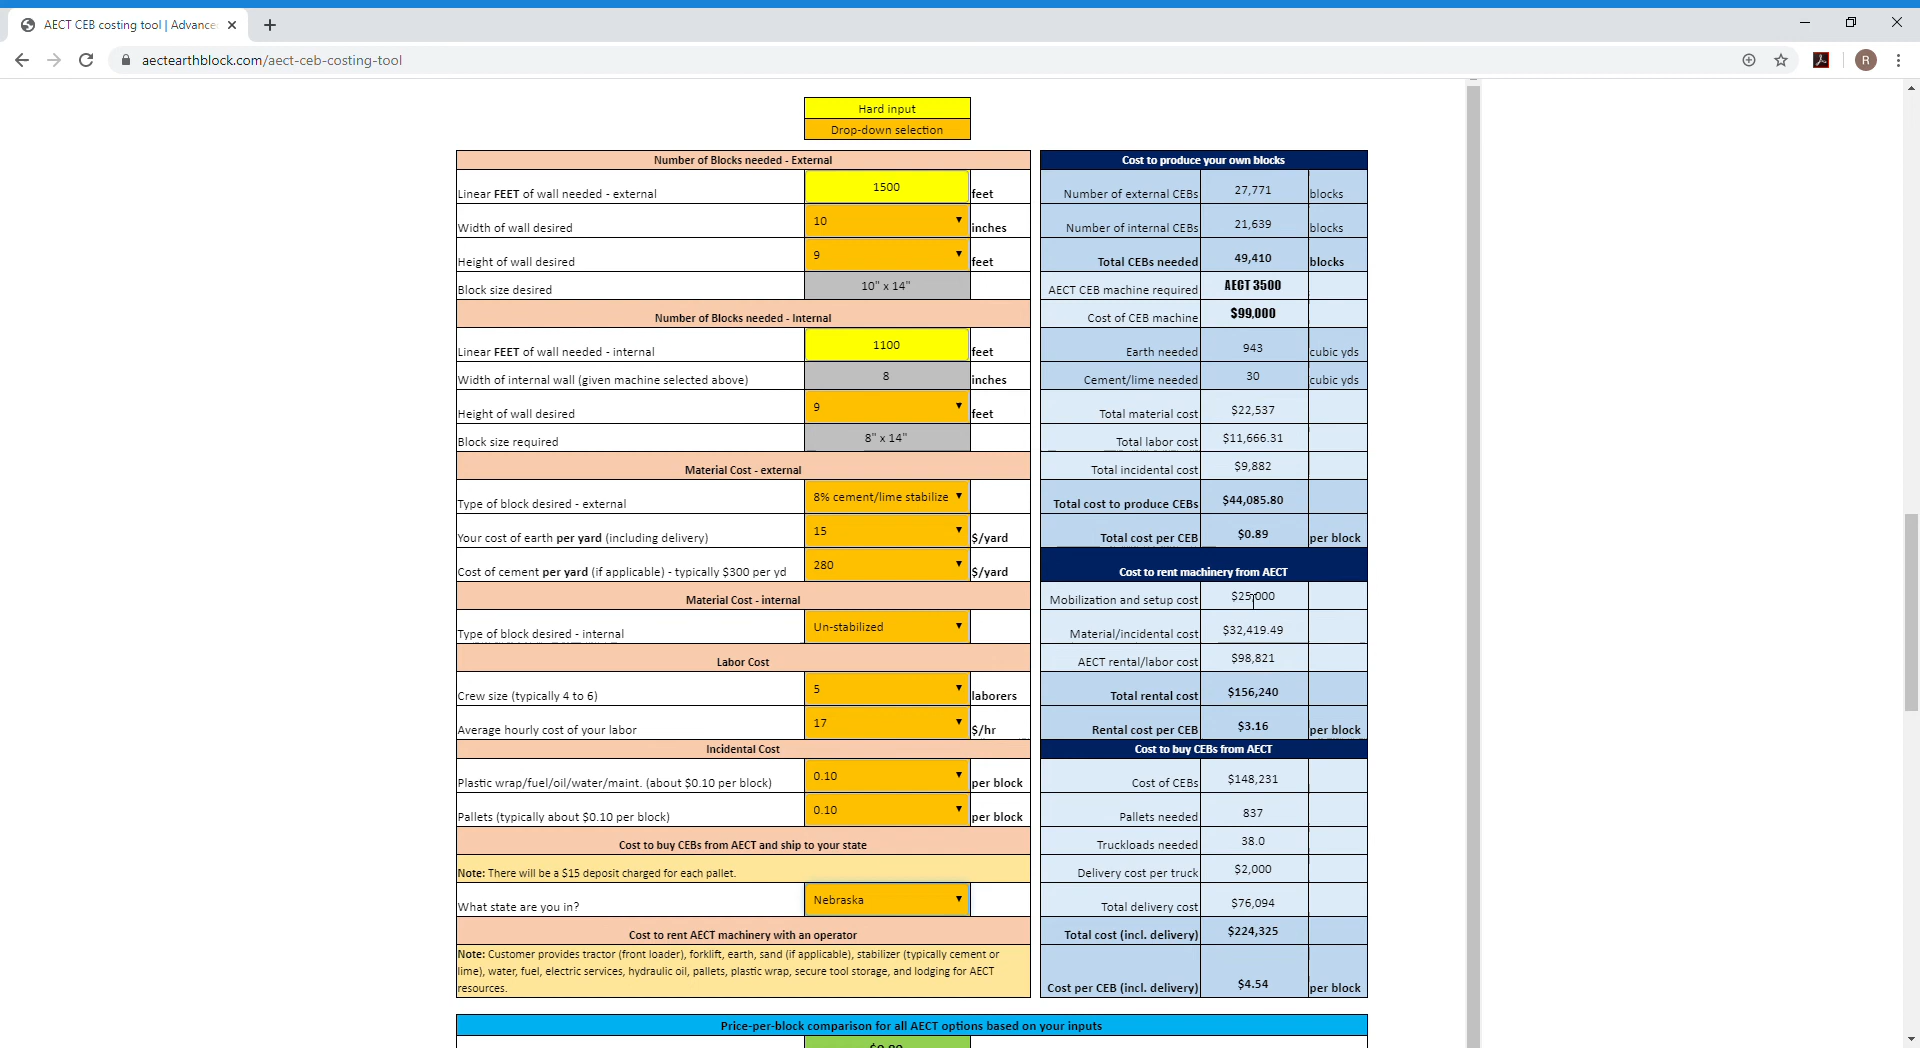 AECT CEB costing tool | Advance
aectearthblock.com/aect-ceb-costing-tool
R
Hard input
Drop-down selection
Number of Blocks needed - External
Linear FEET of wall needed - external 1500 feet
Width of wall desired 10 inches
Height of wall desired 9 feet
Block size desired 10" x 14"
Number of Blocks needed - Internal
Linear FEET of wall needed - internal 1100 feet
Width of internal wall (given machine selected above) 8 inches
Height of wall desired 9 feet
Block size required 8" x 14"
Material Cost - external
Type of block desired - external 8% cement/lime stabilize
Your cost of earth per yard (including delivery) 15 $/yard
Cost of cement per yard (if applicable) - typically $300 per yd 280 $/yard
Material Cost - internal
Type of block desired - internal Un-stabilized
Labor Cost
Crew size (typically 4 to 6) 5 laborers
Average hourly cost of your labor 17 $/hr
Incidental Cost
Plastic wrap/fuel/oil/water/maint. (about $0.10 per block) 0.10 per block
Pallets (typically about $0.10 per block) 0.10 per block
Cost to buy CEBs from AECT and ship to your state
Note: There will be a $15 deposit charged for each pallet.
What state are you in? Nebraska
Cost to rent AECT machinery with an operator
Note: Customer provides tractor (front loader), forklift, earth, sand (if applicable), stabilizer (typically cement or
lime), water, fuel, electric services, hydraulic oil, pallets, plastic wrap, secure tool storage, and lodging for AECT
resources.
Cost to produce your own blocks
Number of external CEBs 27,771 blocks
Number of internal CEBs 21,639 blocks
Total CEBs needed 49,410 blocks
AECT CEB machine required AECT 3500
Cost of CEB machine $99,000
Earth needed 943 cubic yds
Cement/lime needed 30 cubic yds
Total material cost $22,537
Total labor cost $11,666.31
Total incidental cost $9,882
Total cost to produce CEBs $44,085.80
Total cost per CEB $0.89 per block
Cost to rent machinery from AECT
Mobilization and setup cost $25,000
Material/incidental cost $32,419.49
AECT rental/labor cost $98,821
Total rental cost $156,240
Rental cost per CEB $3.16 per block
Cost to buy CEBs from AECT
Cost of CEBs $148,231
Pallets needed 837
Truckloads needed 38.0
Delivery cost per truck $2,000
Total delivery cost $76,094
Total cost (incl. delivery) $224,325
Cost per CEB (incl. delivery) $4.54 per block
Price-per-block comparison for all AECT options based on your inputs